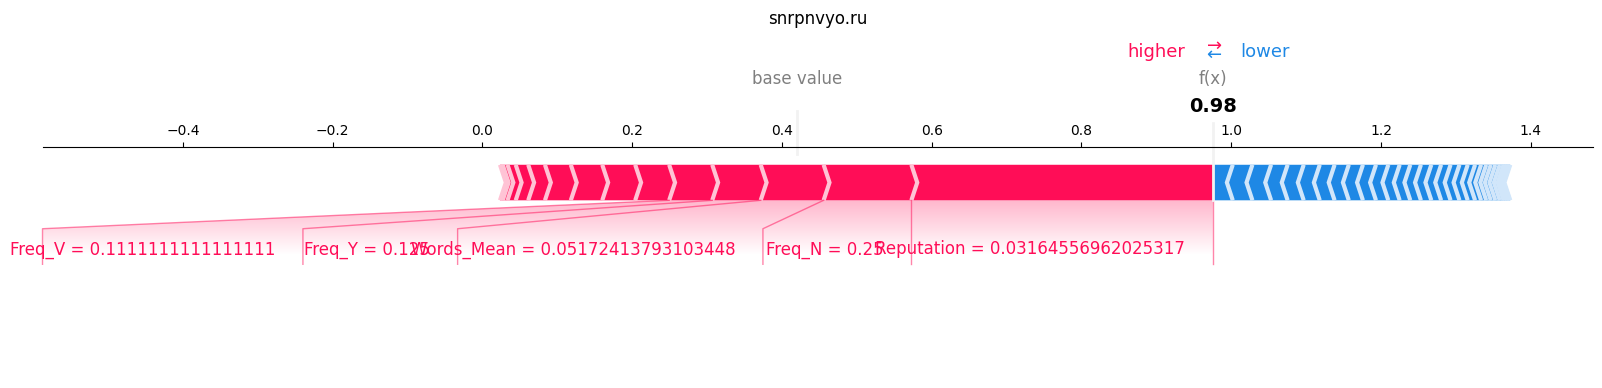 snrpnvyo.ru
higher ⇄ lower
base value
f(x)
0.98
−0.4 −0.2 0.0 0.2 0.4 0.6 0.8 1.0 1.2 1.4
Freq_V = 0.1111111111111111
Freq_Y = 0.125
Words_Mean = 0.05172413793103448
Freq_N = 0.25
Reputation = 0.03164556962025317